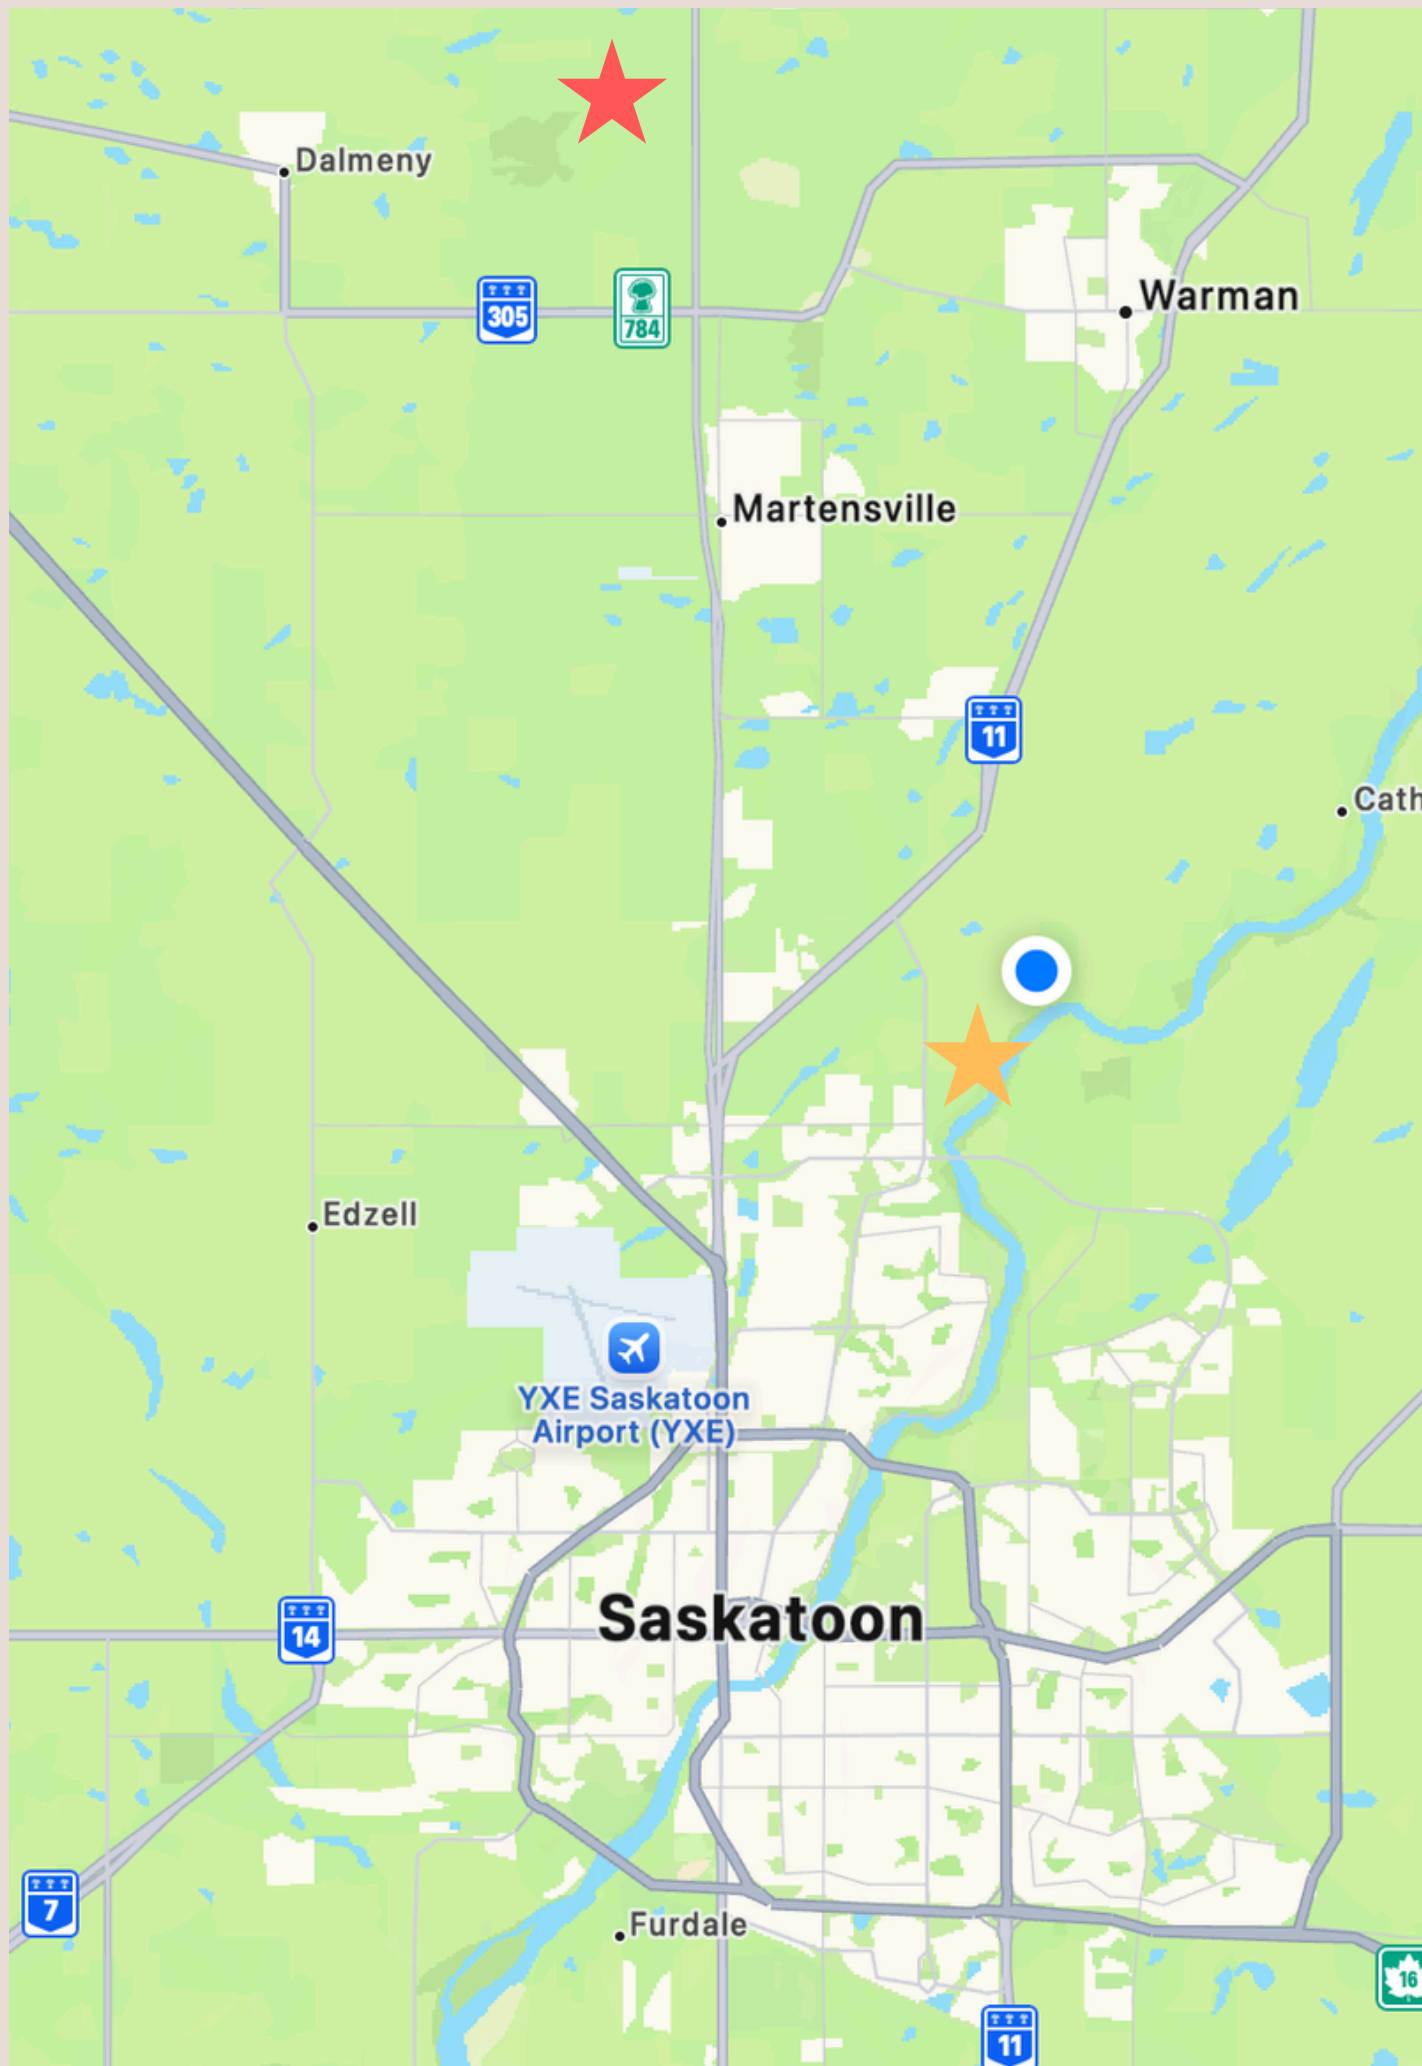 Dalmeny
305
784
Warman
Martensville
11
Cath
Edzell
YXE Saskatoon
Airport (YXE)
Saskatoon
14
7
Furdale
16
11